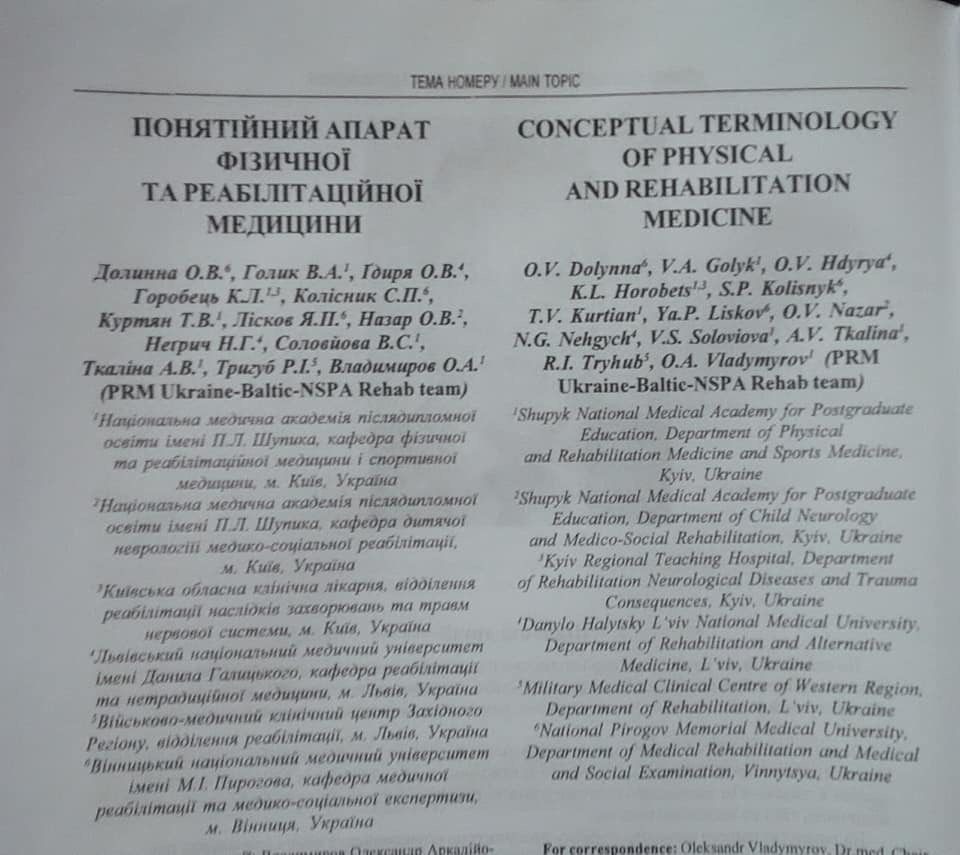 ТЕМА НОМЕРУ / MAIN TOPIC
ПОНЯТІЙНИЙ АПАРАТ
ФІЗИЧНОЇ
ТА РЕАБІЛІТАЦІЙНОЇ
МЕДИЦИНИ
Долинна О.В.⁶, Голик В.А.¹, Ґдиря О.В.⁴,
Горобець К.Л.¹,³, Колісник С.П.⁶,
Куртян Т.В.¹, Лісков Я.П.⁶, Назар О.В.²,
Негрич Н.Г.⁴, Соловйова В.С.¹,
Ткаліна А.В.¹, Тригуб Р.І.⁵, Владимиров О.А.¹
(PRM Ukraine-Baltic-NSPA Rehab team)
¹Національна медична академія післядипломної
освіти імені П.Л. Шупика, кафедра фізичної
та реабілітаційної медицини і спортивної
медицини, м. Київ, Україна
²Національна медична академія післядипломної
освіти імені П.Л. Шупика, кафедра дитячої
неврологіїї медико-соціальної реабілітації,
м. Київ, Україна
³Київська обласна клінічна лікарня, відділення
реабілітації наслідків захворювань та травм
нервової системи, м. Київ, Україна
⁴Львівський національний медичний університет
імені Данила Галицького, кафедра реабілітації
та нетрадиційної медицини, м. Львів, Україна
⁵Військово-медичний клінічний центр Західного
Регіону, відділення реабілітації, м. Львів, Україна
⁶Вінницький національний медичний університет
імені М.І. Пирогова, кафедра медичної
реабілітації та медико-соціальної експертизи,
м. Вінниця, Україна
Владимиров Олександр Аркадійо-
CONCEPTUAL TERMINOLOGY
OF PHYSICAL
AND REHABILITATION
MEDICINE
O.V. Dolynna⁶, V.A. Golyk¹, O.V. Hdyrya⁴,
K.L. Horobets¹,³, S.P. Kolisnyk⁶,
T.V. Kurtian¹, Ya.P. Liskov⁶, O.V. Nazar²,
N.G. Nehgych⁴, V.S. Soloviova¹, A.V. Tkalina¹,
R.I. Tryhub⁵, O.A. Vladymyrov¹ (PRM
Ukraine-Baltic-NSPA Rehab team)
¹Shupyk National Medical Academy for Postgraduate
Education, Department of Physical
and Rehabilitation Medicine and Sports Medicine,
Kyiv, Ukraine
²Shupyk National Medical Academy for Postgraduate
Education, Department of Child Neurology
and Medico-Social Rehabilitation, Kyiv, Ukraine
³Kyiv Regional Teaching Hospital, Department
of Rehabilitation Neurological Diseases and Trauma
Consequences, Kyiv, Ukraine
⁴Danylo Halytsky L'viv National Medical University,
Department of Rehabilitation and Alternative
Medicine, L'viv, Ukraine
⁵Military Medical Clinical Centre of Western Region,
Department of Rehabilitation, L'viv, Ukraine
⁶National Pirogov Memorial Medical University,
Department of Medical Rehabilitation and Medical
and Social Examination, Vinnytsya, Ukraine
For correspondence: Oleksandr Vladymyrov, Dr med, Chair